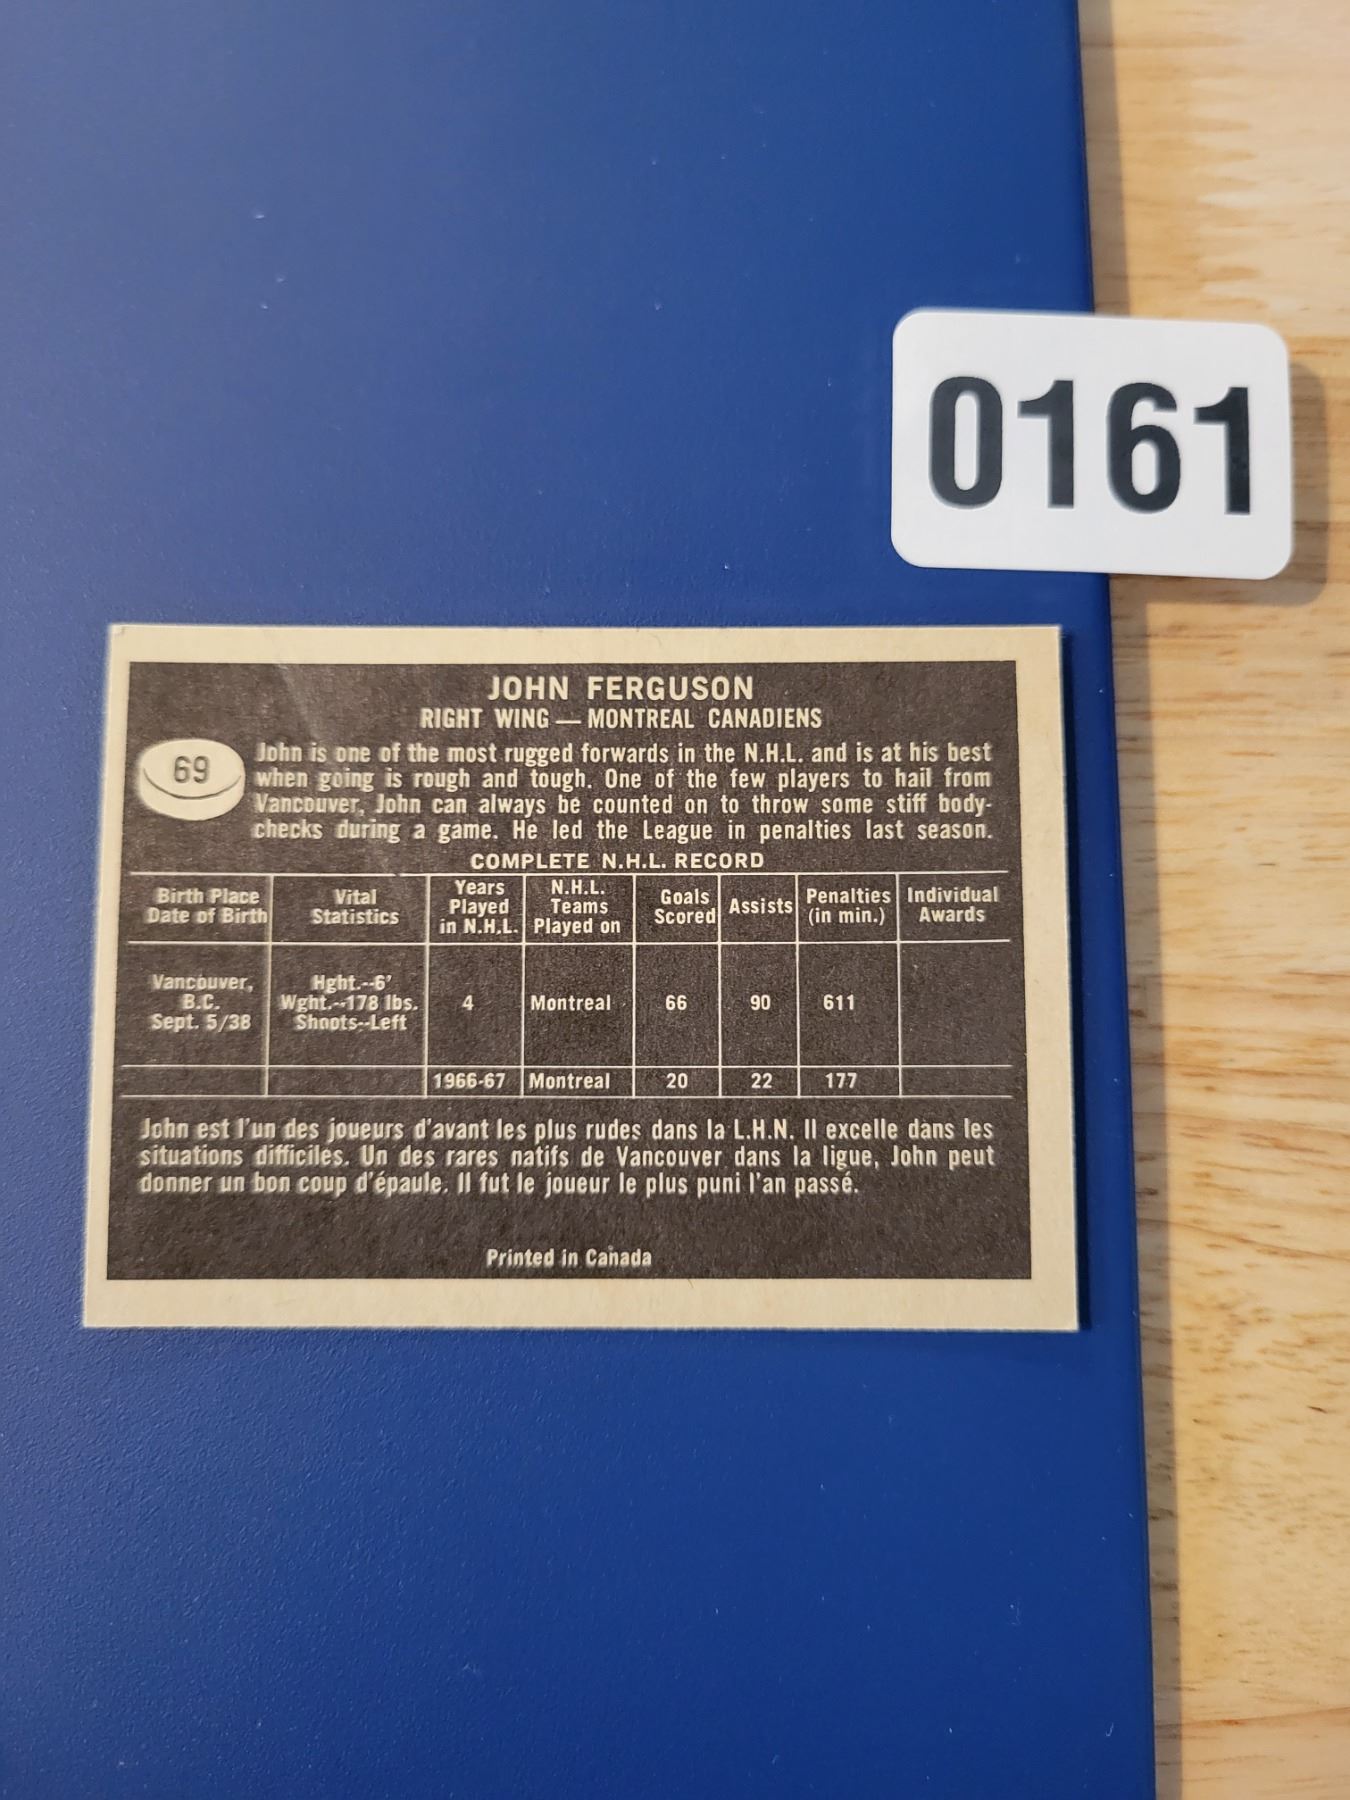 0161
JOHN FERGUSON
RIGHT WING — MONTREAL CANADIENS
69
John is one of the most rugged forwards in the N.H.L. and is at his best
when going is rough and tough. One of the few players to hail from
Vancouver, John can always be counted on to throw some stiff body-
checks during a game. He led the League in penalties last season.
COMPLETE N.H.L. RECORD
Birth Place
Date of Birth
Vital
Statistics
Years
Played
in N.H.L.
N.H.L.
Teams
Played on
Goals
Scored
Assists
Penalties
(in min.)
Individual
Awards
Vancouver,
B.C.
Sept. 5/38
Hght.--6'
Wght.--178 lbs.
Shoots--Left
4
Montreal
66
90
611
1966-67
Montreal
20
22
177
John est l'un des joueurs d'avant les plus rudes dans la L.H.N. Il excelle dans les
situations difficiles. Un des rares natifs de Vancouver dans la ligue, John peut
donner un bon coup d'épaule. Il fut le joueur le plus puni l'an passé.
Printed in Canada